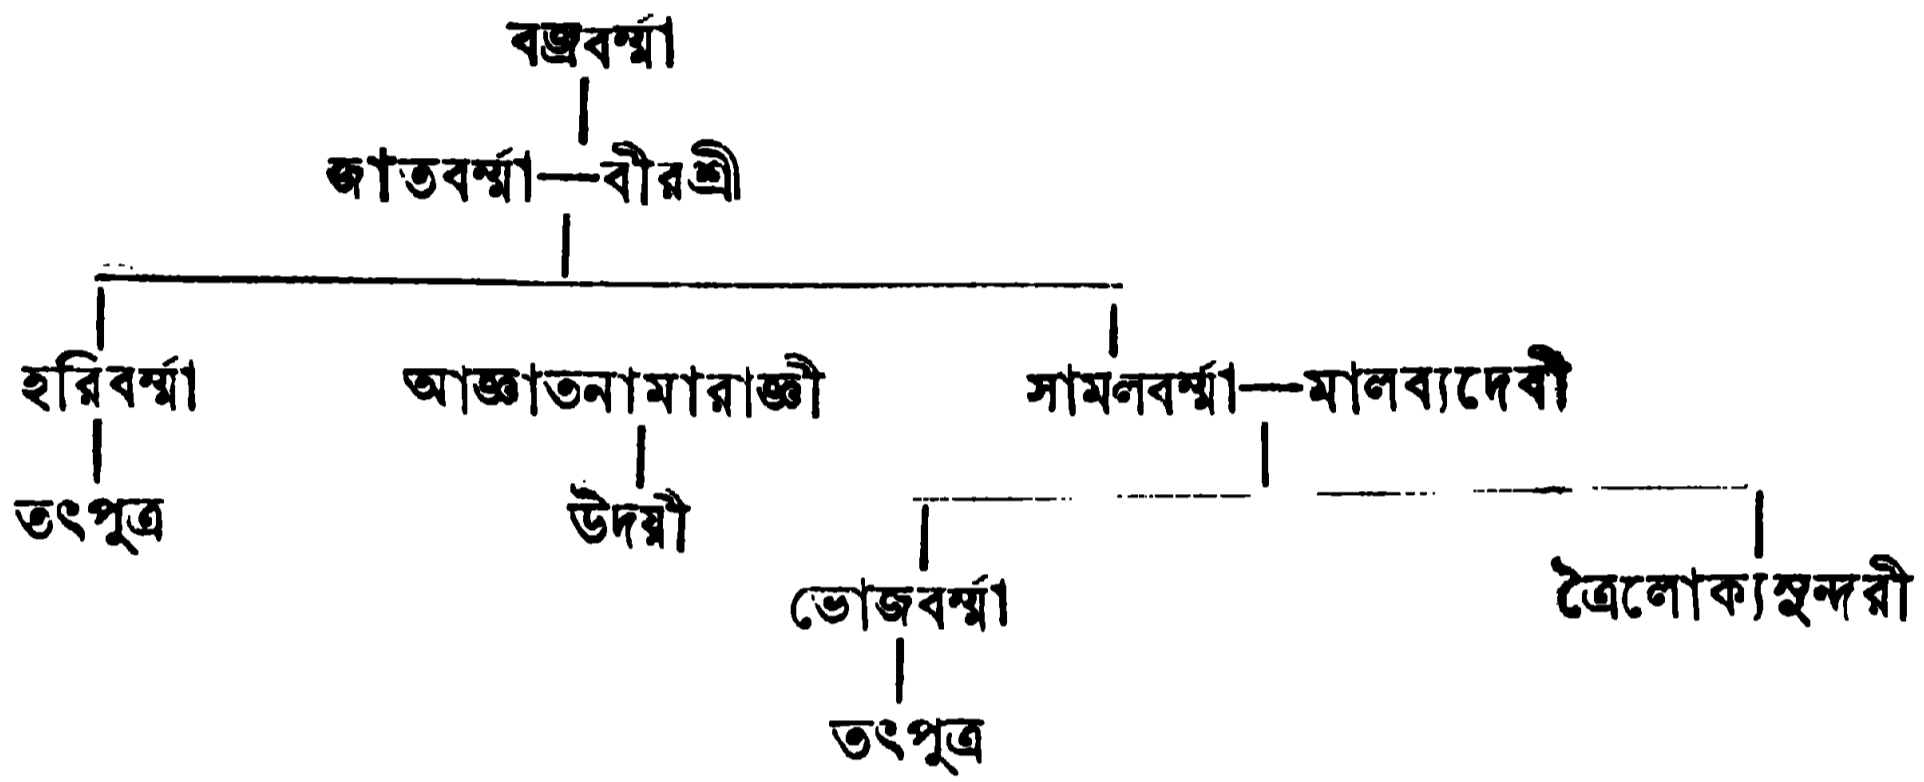 বজ্রবর্ম্মা
জাতবর্ম্মা—বীরশ্রী
হরিবর্ম্মা আজ্ঞাতনামারাজ্ঞী সামলবর্ম্মা—মালব্যদেবী
তৎপুত্র উদয়ী
ভোজবর্ম্মা ত্রৈলোক্যসুন্দরী
তৎপুত্র